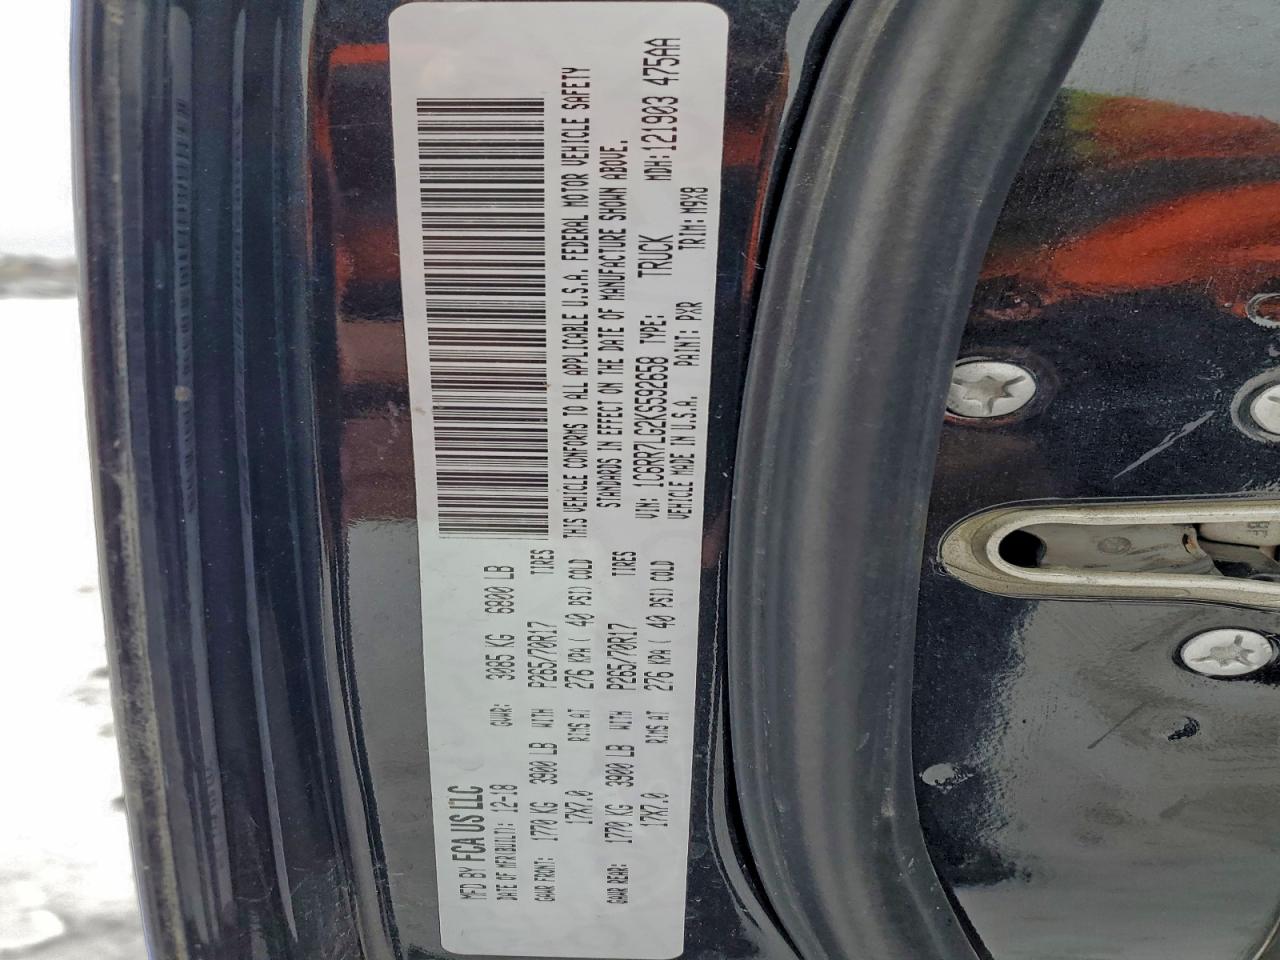 MFD BY FCA US LLC
DATE OF MFR(BUILT): 12-18 GVWR: 3085 KG 6800 LB
GAWR FRONT: 1770 KG 3900 LB WITH P265/70R17 TIRES
17X7.0 RIMS AT 276 KPA ( 40 PSI) COLD
GAWR REAR: 1770 KG 3900 LB WITH P265/70R17 TIRES
17X7.0 RIMS AT 276 KPA ( 40 PSI) COLD
THIS VEHICLE CONFORMS TO ALL APPLICABLE U.S.A. FEDERAL MOTOR VEHICLE SAFETY
STANDARDS IN EFFECT ON THE DATE OF MANUFACTURE SHOWN ABOVE.
VIN: 1C6RR7LG2KS592658 TYPE: TRUCK MDH: 121903 475AA
VEHICLE MADE IN U.S.A. PAINT: PXR TRIM: M9X8